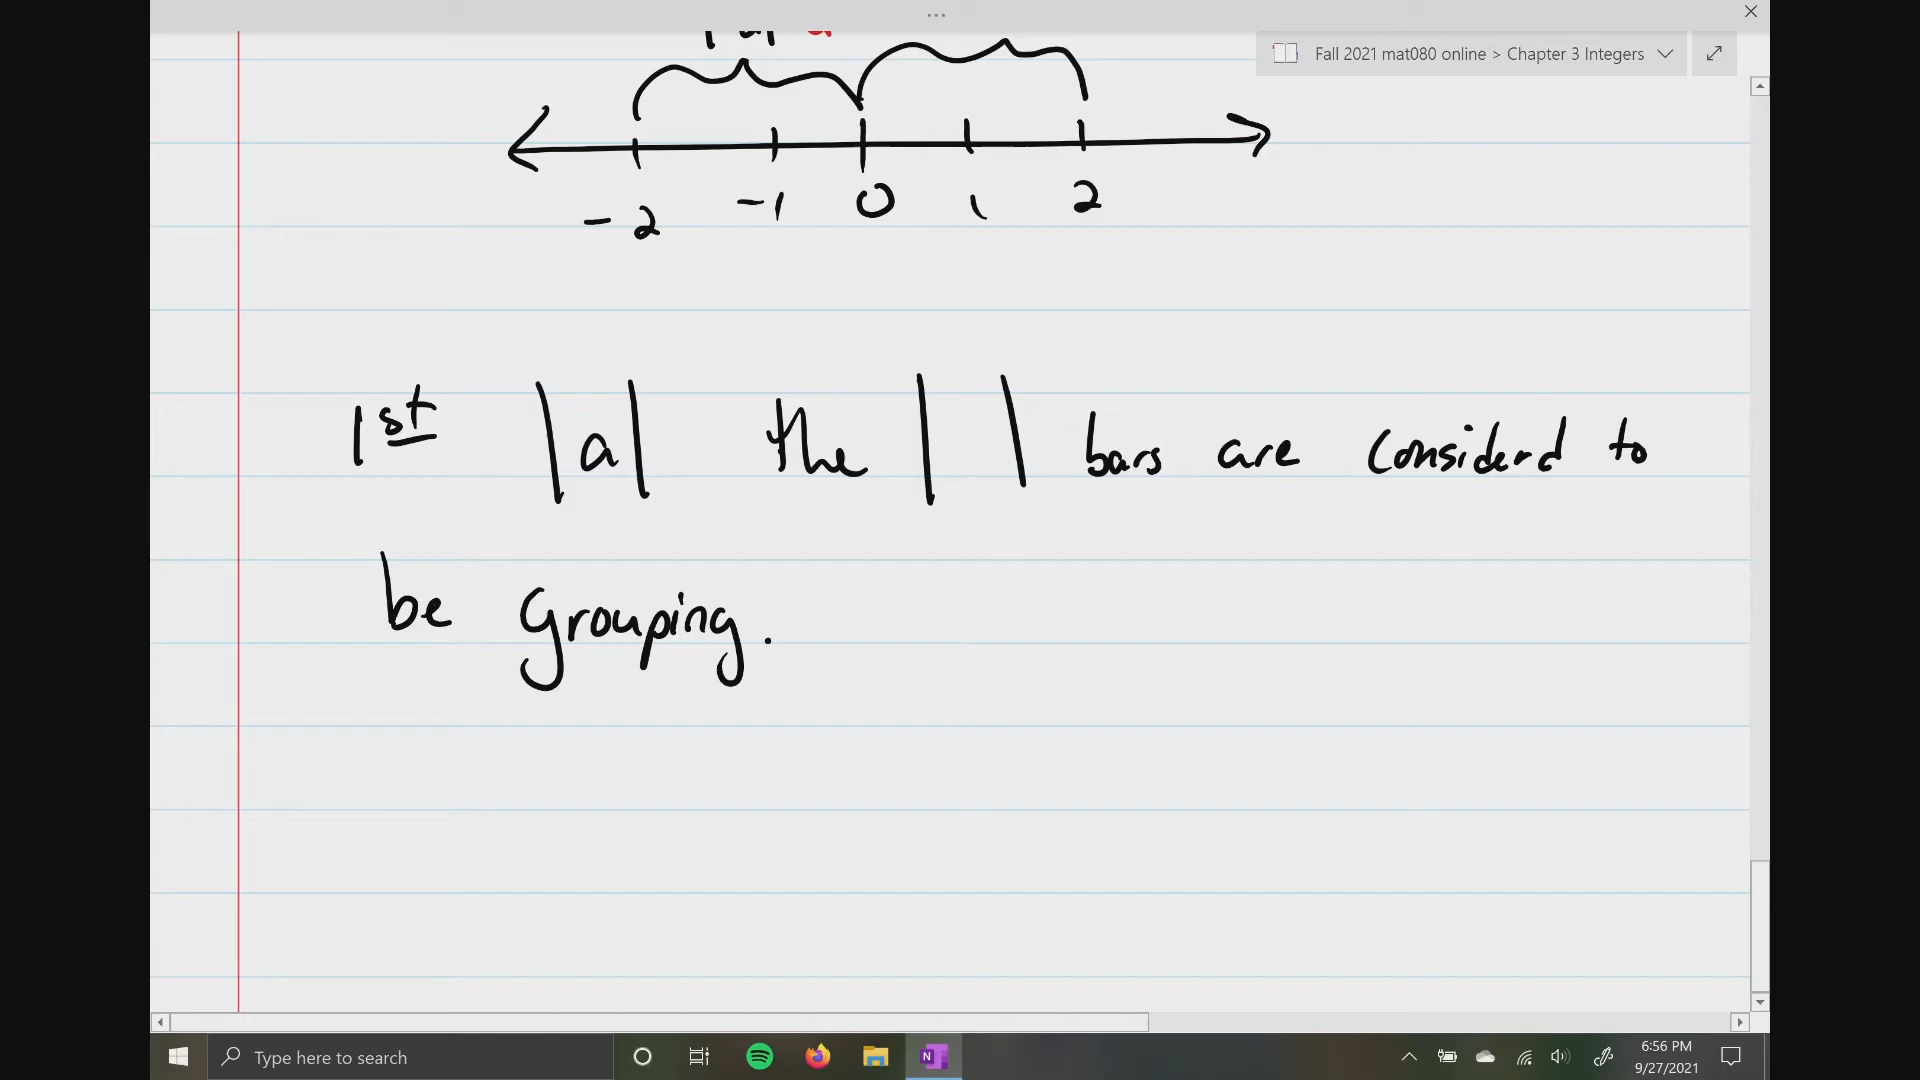 Fall 2021 mat080 online > Chapter 3 Integers
-2 -1 0 1 2
1st |a| the | | bars are considerd to
be grouping.
Type here to search
6:56 PM
9/27/2021